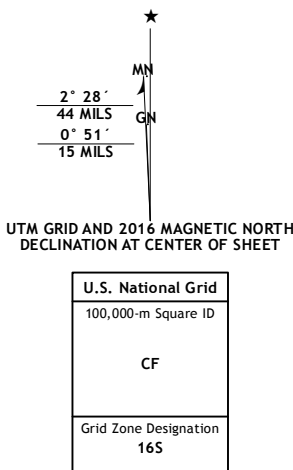 ★
MN
2° 28´
44 MILS
GN
0° 51´
15 MILS
UTM GRID AND 2016 MAGNETIC NORTH
DECLINATION AT CENTER OF SHEET
U.S. National Grid
100,000-m Square ID
CF
Grid Zone Designation
16S